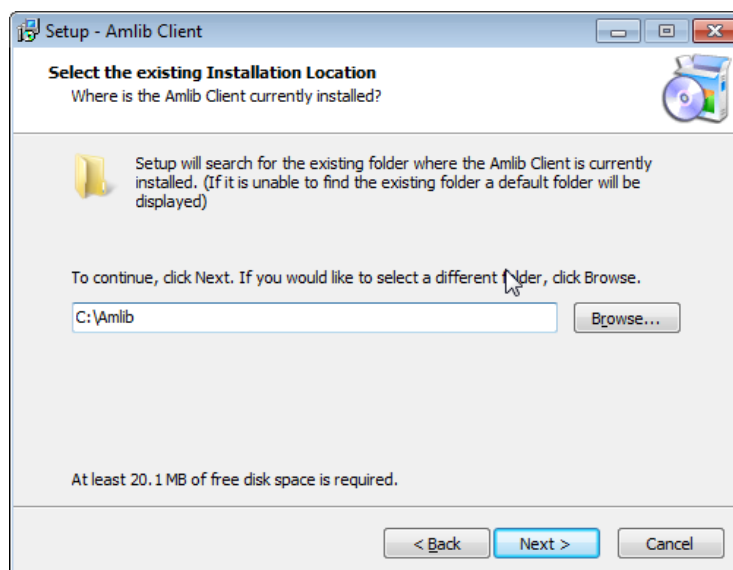 Setup - Amlib Client
Select the existing Installation Location
Where is the Amlib Client currently installed?
Setup will search for the existing folder where the Amlib Client is currently
installed. (If it is unable to find the existing folder a default folder will be
displayed)
To continue, click Next. If you would like to select a different folder, click Browse.
C:\Amlib
Browse...
At least 20.1 MB of free disk space is required.
< Back
Next >
Cancel